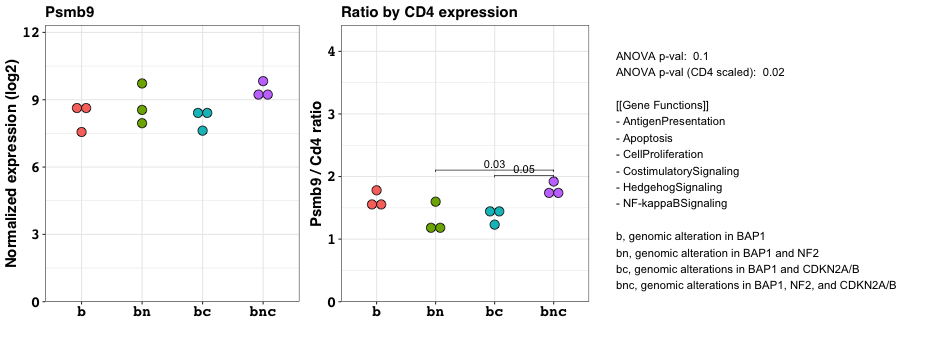 Psmb9
Normalized expression (log2)
12
9
6
3
0
b bn bc bnc
Ratio by CD4 expression
Psmb9 / Cd4 ratio
4
3
2
1
0
0.03
0.05
b bn bc bnc
ANOVA p-val: 0.1
ANOVA p-val (CD4 scaled): 0.02
[[Gene Functions]]
- AntigenPresentation
- Apoptosis
- CellProliferation
- CostimulatorySignaling
- HedgehogSignaling
- NF-kappaBSignaling
b, genomic alteration in BAP1
bn, genomic alteration in BAP1 and NF2
bc, genomic alterations in BAP1 and CDKN2A/B
bnc, genomic alterations in BAP1, NF2, and CDKN2A/B